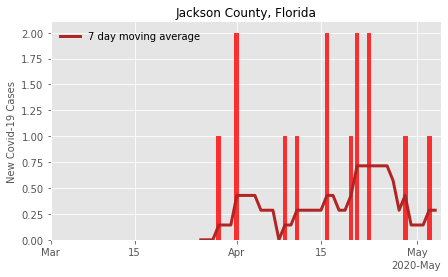 Jackson County, Florida
7 day moving average
New Covid-19 Cases
2.00
1.75
1.50
1.25
1.00
0.75
0.50
0.25
0.00
Mar 15 Apr 15 May
2020-May